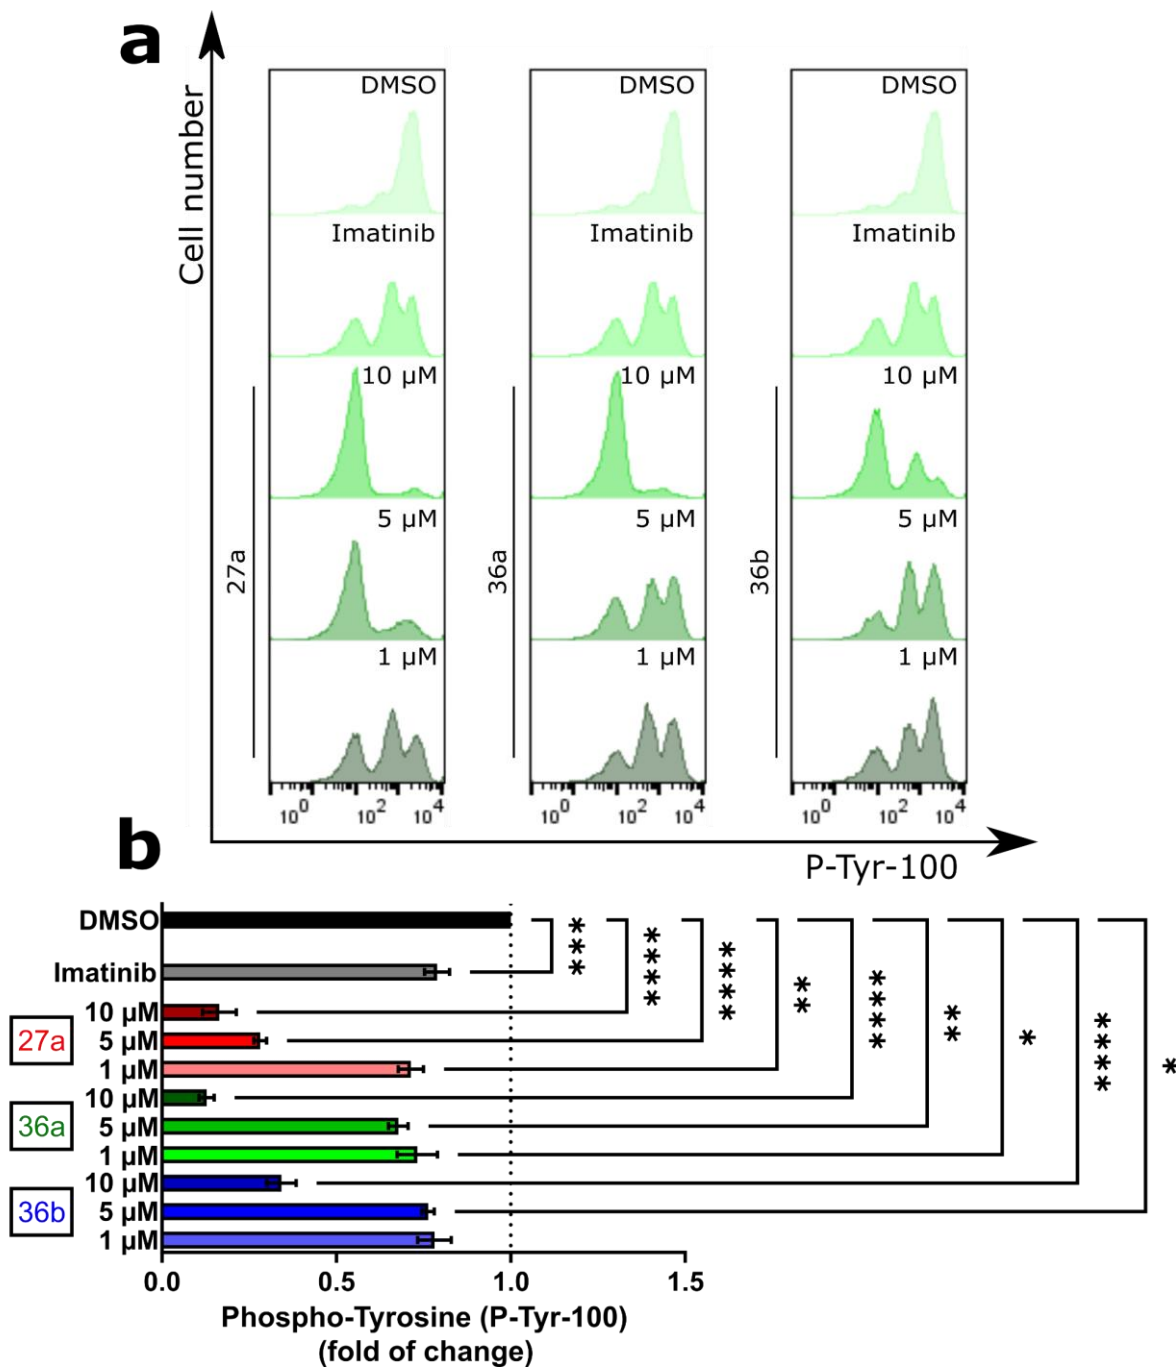 a
Cell number
DMSO
DMSO
DMSO
Imatinib
Imatinib
Imatinib
10 µM
10 µM
10 µM
5 µM
5 µM
5 µM
27a
36a
36b
1 µM
1 µM
1 µM
10⁰ 10² 10⁴
10⁰ 10² 10⁴
10⁰ 10² 10⁴
P-Tyr-100
b
DMSO
Imatinib
27a
10 µM
5 µM
1 µM
36a
10 µM
5 µM
1 µM
36b
10 µM
5 µM
1 µM
***
****
****
**
****
**
*
****
*
0.0 0.5 1.0 1.5
Phospho-Tyrosine (P-Tyr-100)
(fold of change)